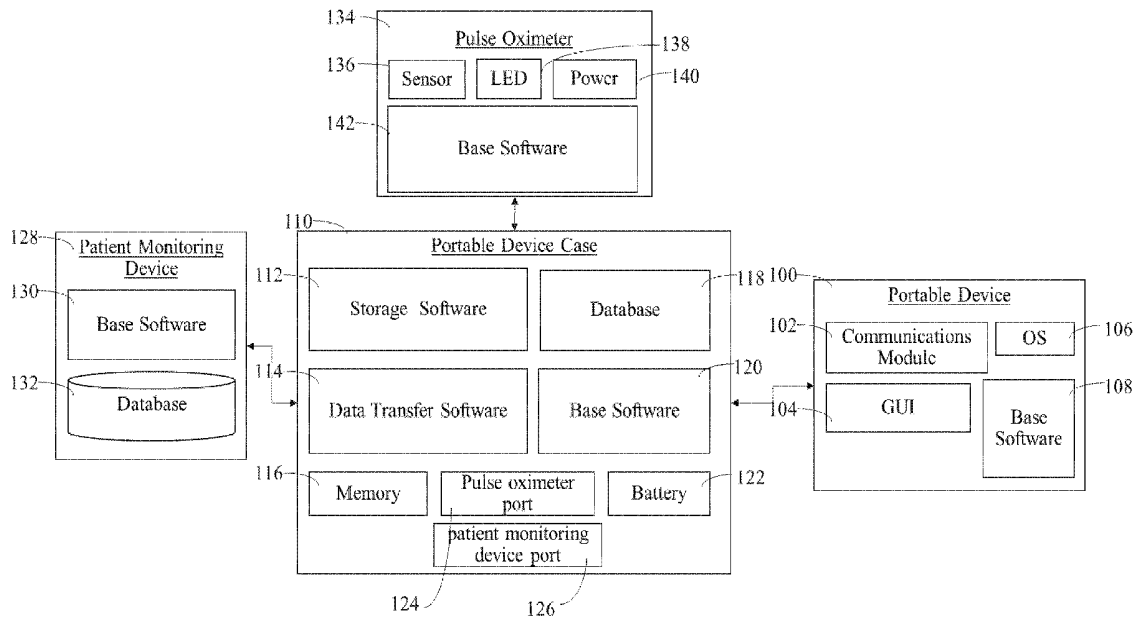 134
Pulse Oximeter
138
136
Sensor
LED
Power
140
142
Base Software
110
Portable Device Case
128
Patient Monitoring
Device
130
Base Software
132
Database
112
Storage Software
118
Database
114
Data Transfer Software
120
Base Software
116
Memory
Pulse oximeter
port
Battery
122
patient monitoring
device port
124
126
100
Portable Device
102
Communications
Module
OS
106
104
GUI
108
Base
Software